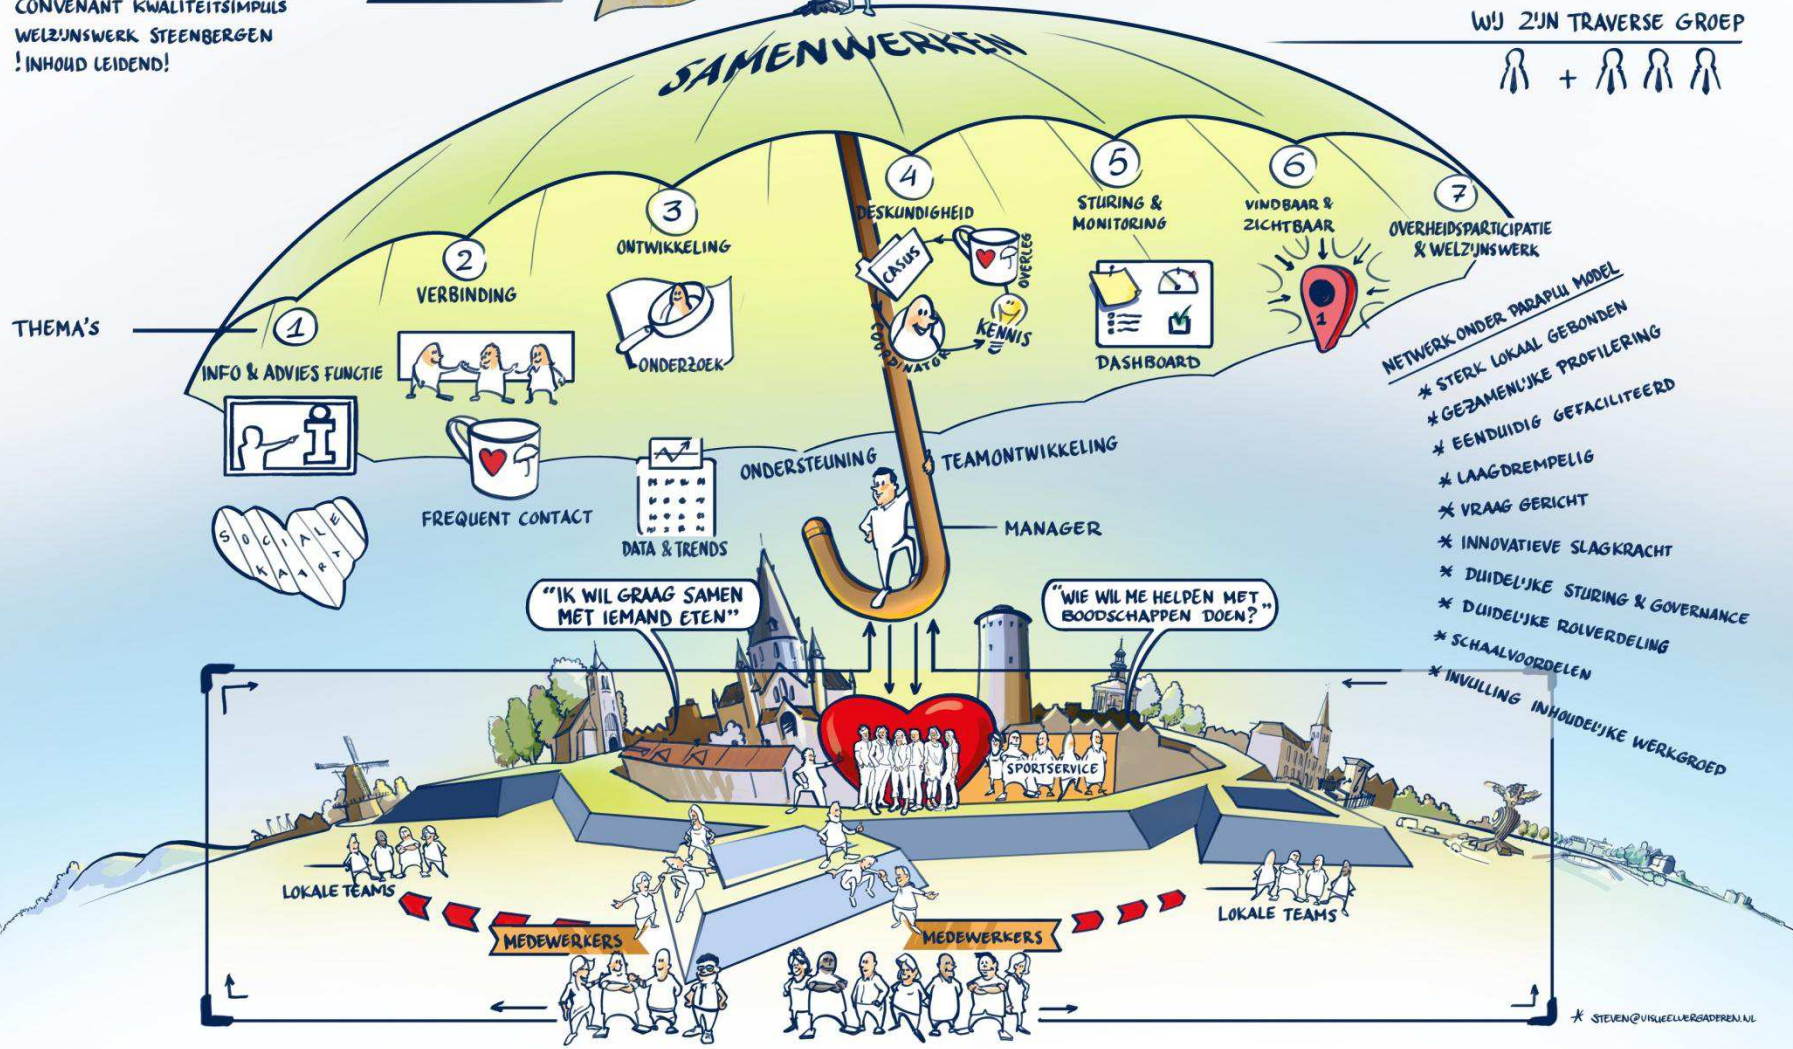 CONVENANT KWALITEITSIMPULS
WELZIJNSWERK STEENBERGEN
! INHOUD LEIDEND!
WIJ ZIJN TRAVERSE GROEP
+
SAMENWERKEN
THEMA'S
1
INFO & ADVIES FUNCTIE
i
SOCIALE
KAART
2
VERBINDING
FREQUENT CONTACT
3
ONTWIKKELING
ONDERZOEK
DATA & TRENDS
4
DESKUNDIGHEID
CASUS
OVERLEG
KENNIS
COÖRDINATOR
5
STURING &
MONITORING
DASHBOARD
6
VINDBAAR &
ZICHTBAAR
1
7
OVERHEIDSPARTICIPATIE
& WELZIJNSWERK
NETWERK ONDER PARAPLU MODEL
* STERK LOKAAL GEBONDEN
* GEZAMENLIJKE PROFILERING
* EENDUIDIG GEFACILITEERD
* LAAGDREMPELIG
* VRAAG GERICHT
* INNOVATIEVE SLAGKRACHT
* DUIDELIJKE STURING & GOVERNANCE
* DUIDELIJKE ROLVERDELING
* SCHAALVOORDELEN
* INVULLING INHOUDELIJKE WERKGROEP
ONDERSTEUNING
TEAMONTWIKKELING
MANAGER
"IK WIL GRAAG SAMEN
MET IEMAND ETEN"
"WIE WIL ME HELPEN MET
BOODSCHAPPEN DOEN?"
SPORTSERVICE
LOKALE TEAMS
LOKALE TEAMS
MEDEWERKERS
MEDEWERKERS
* STEVEN@VISUEELVERGADEREN.NL